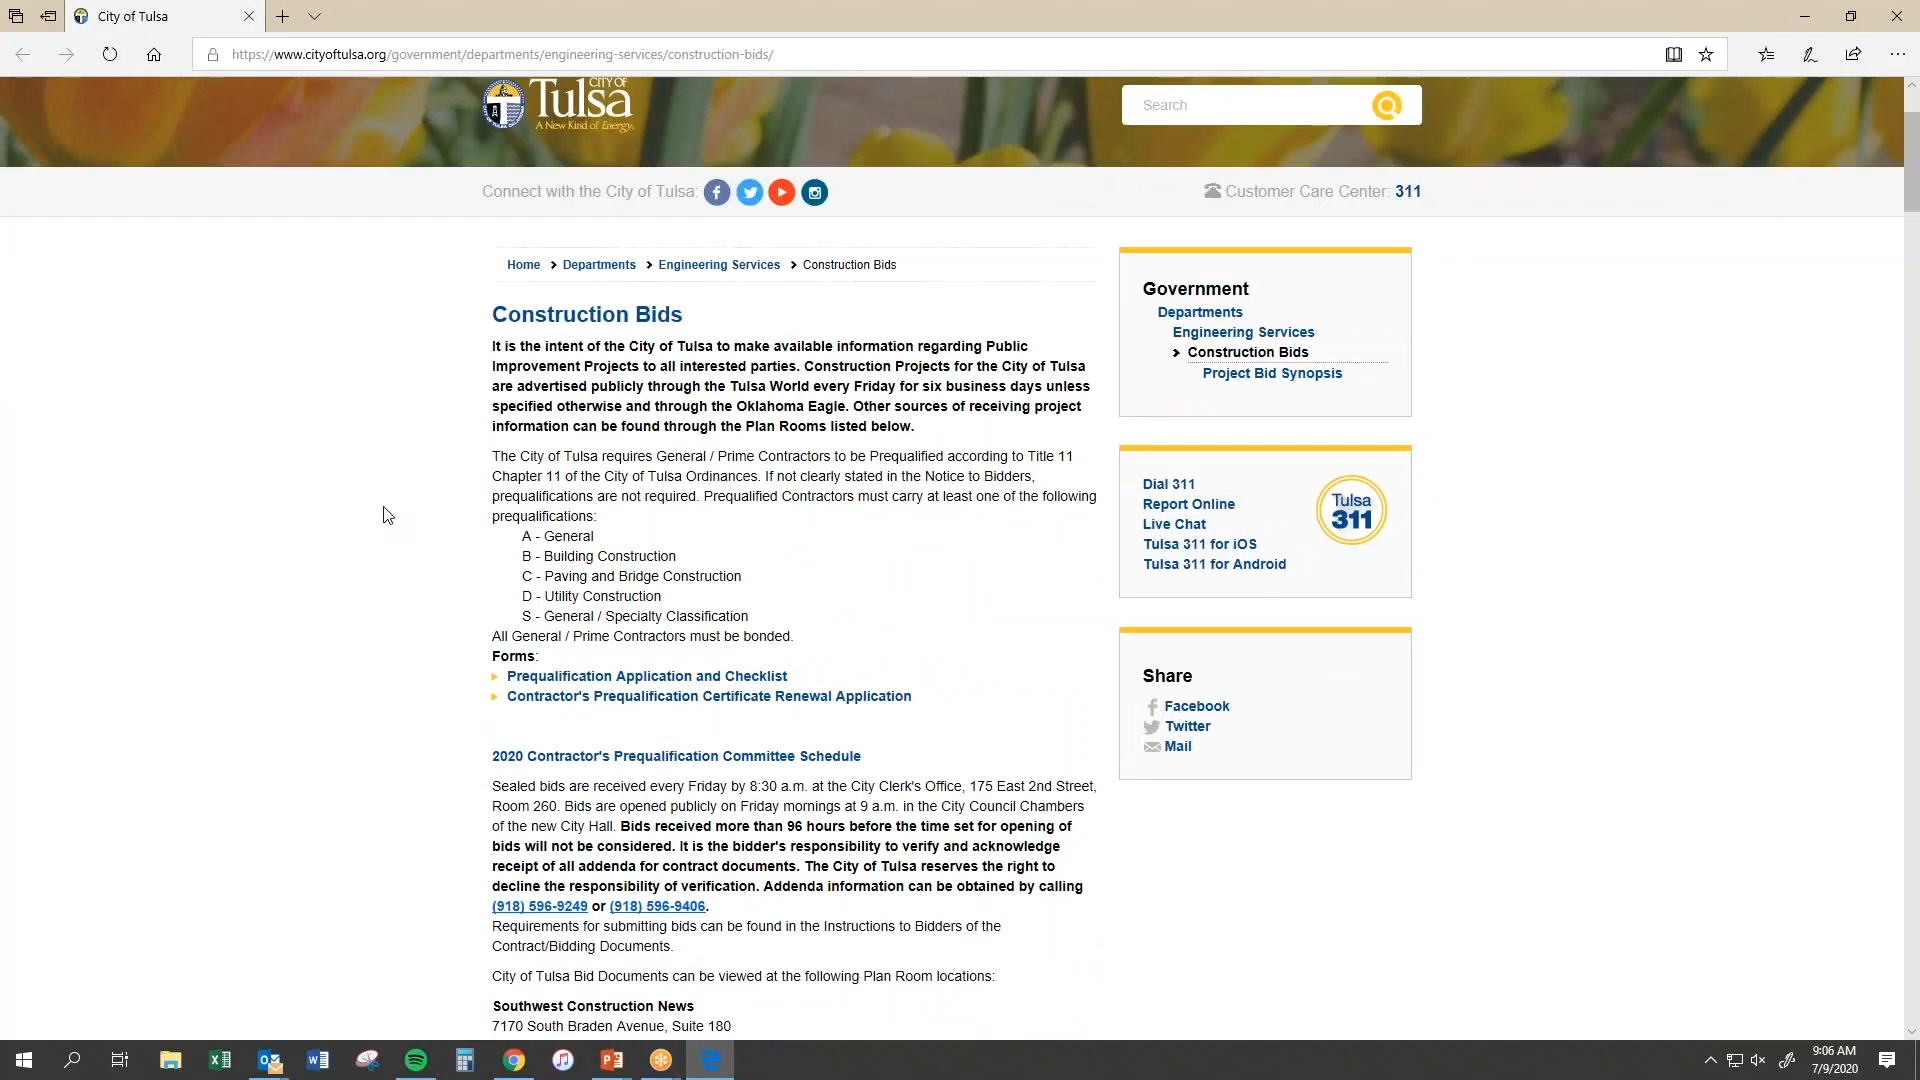 City of Tulsa
https://www.cityoftulsa.org/government/departments/engineering-services/construction-bids/
CITY OF
Tulsa
A New Kind of Energy.
Search
Connect with the City of Tulsa:
Customer Care Center: 311
Home > Departments > Engineering Services > Construction Bids
Construction Bids
It is the intent of the City of Tulsa to make available information regarding Public
Improvement Projects to all interested parties. Construction Projects for the City of Tulsa
are advertised publicly through the Tulsa World every Friday for six business days unless
specified otherwise and through the Oklahoma Eagle. Other sources of receiving project
information can be found through the Plan Rooms listed below.
The City of Tulsa requires General / Prime Contractors to be Prequalified according to Title 11
Chapter 11 of the City of Tulsa Ordinances. If not clearly stated in the Notice to Bidders,
prequalifications are not required. Prequalified Contractors must carry at least one of the following
prequalifications:
A - General
B - Building Construction
C - Paving and Bridge Construction
D - Utility Construction
S - General / Specialty Classification
All General / Prime Contractors must be bonded.
Forms:
Prequalification Application and Checklist
Contractor's Prequalification Certificate Renewal Application
2020 Contractor's Prequalification Committee Schedule
Sealed bids are received every Friday by 8:30 a.m. at the City Clerk's Office, 175 East 2nd Street,
Room 260. Bids are opened publicly on Friday mornings at 9 a.m. in the City Council Chambers
of the new City Hall. Bids received more than 96 hours before the time set for opening of
bids will not be considered. It is the bidder's responsibility to verify and acknowledge
receipt of all addenda for contract documents. The City of Tulsa reserves the right to
decline the responsibility of verification. Addenda information can be obtained by calling
(918) 596-9249 or (918) 596-9406.
Requirements for submitting bids can be found in the Instructions to Bidders of the
Contract/Bidding Documents.
City of Tulsa Bid Documents can be viewed at the following Plan Room locations:
Southwest Construction News
7170 South Braden Avenue, Suite 180
Government
Departments
Engineering Services
> Construction Bids
Project Bid Synopsis
Dial 311
Report Online
Live Chat
Tulsa 311 for iOS
Tulsa 311 for Android
Tulsa
311
Share
Facebook
Twitter
Mail
9:06 AM
7/9/2020